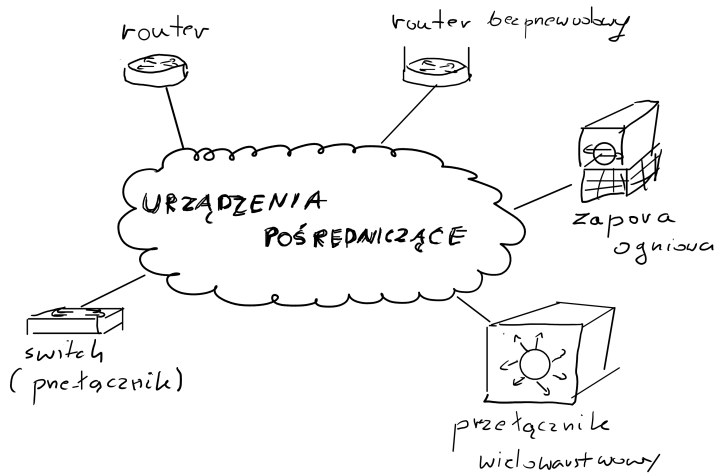 router
router bezprzewodowy
URZĄDZENIA
POŚREDNICZĄCE
zapora
ogniowa
switch
(przełącznik)
przełącznik
wielowarstwowy